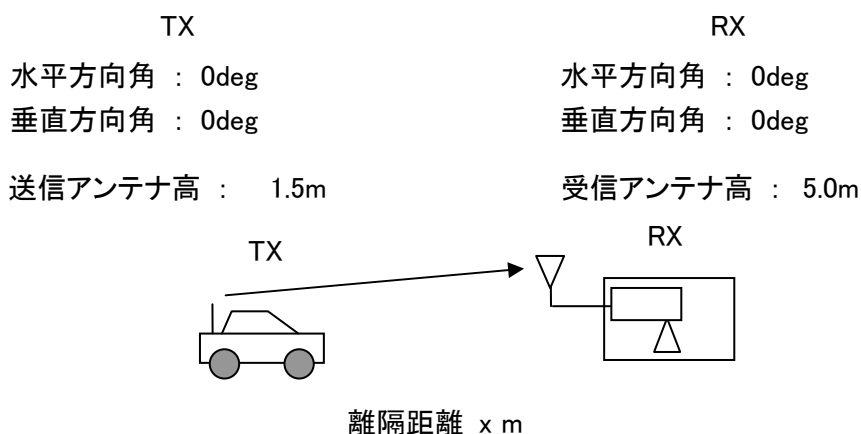 TX RX
水平方向角 : 0deg 水平方向角 : 0deg
垂直方向角 : 0deg 垂直方向角 : 0deg
送信アンテナ高 : 1.5m 受信アンテナ高 : 5.0m
TX RX
離隔距離 x m